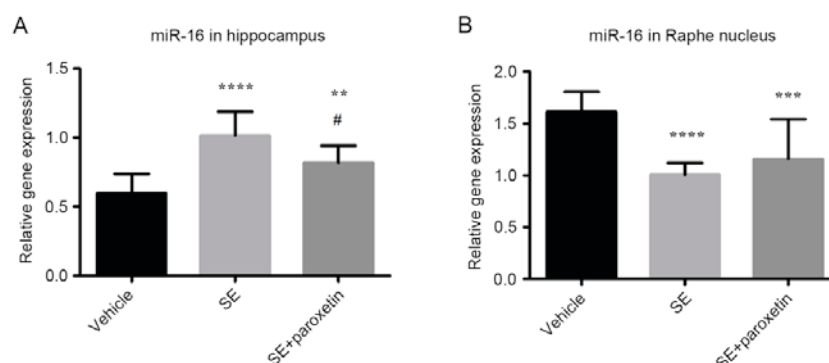 A
miR-16 in hippocampus
Relative gene expression
1.5
1.0
0.5
0.0
****
**
#
Vehicle
SE
SE+paroxetin
B
miR-16 in Raphe nucleus
Relative gene expression
2.0
1.5
1.0
0.5
0.0
****
***
Vehicle
SE
SE+paroxetin